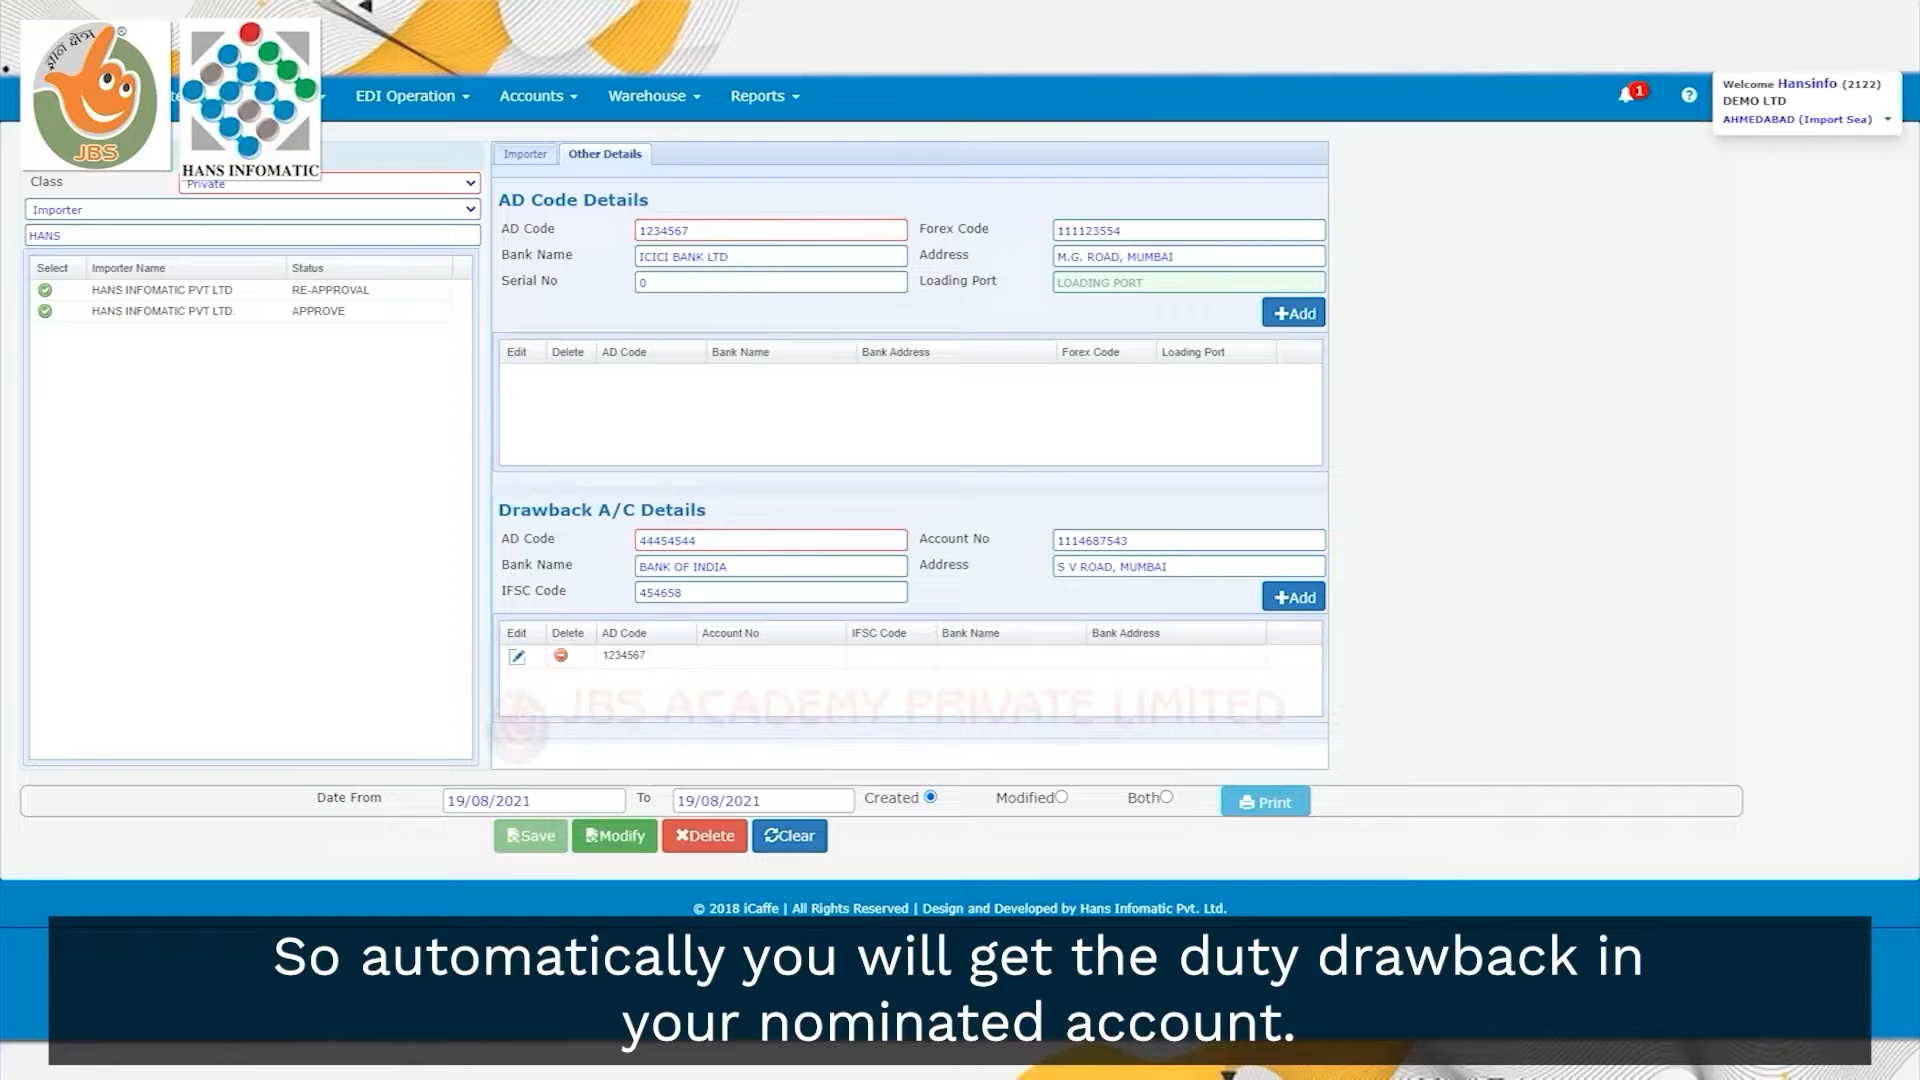 ज्ञान क्षेत्र
®
JBS
HANS INFOMATIC
EDI Operation
Accounts
Warehouse
Reports
1
?
Welcome Hansinfo (2122)
DEMO LTD
AHMEDABAD (Import Sea)
Class
Private
Importer
HANS
Select Importer Name Status
HANS INFOMATIC PVT LTD RE-APPROVAL
HANS INFOMATIC PVT LTD. APPROVE
Importer Other Details
AD Code Details
AD Code 1234567 Forex Code 111123554
Bank Name ICICI BANK LTD Address M.G. ROAD, MUMBAI
Serial No 0 Loading Port LOADING PORT
+Add
Edit Delete AD Code Bank Name Bank Address Forex Code Loading Port
Drawback A/C Details
AD Code 44454544 Account No 1114687543
Bank Name BANK OF INDIA Address S V ROAD, MUMBAI
IFSC Code 454658
+Add
Edit Delete AD Code Account No IFSC Code Bank Name Bank Address
1234567
JBS ACADEMY PRIVATE LIMITED
Date From 19/08/2021 To 19/08/2021 Created Modified Both Print
Save Modify Delete Clear
© 2018 iCaffe | All Rights Reserved | Design and Developed by Hans Infomatic Pvt. Ltd.
So automatically you will get the duty drawback in
your nominated account.